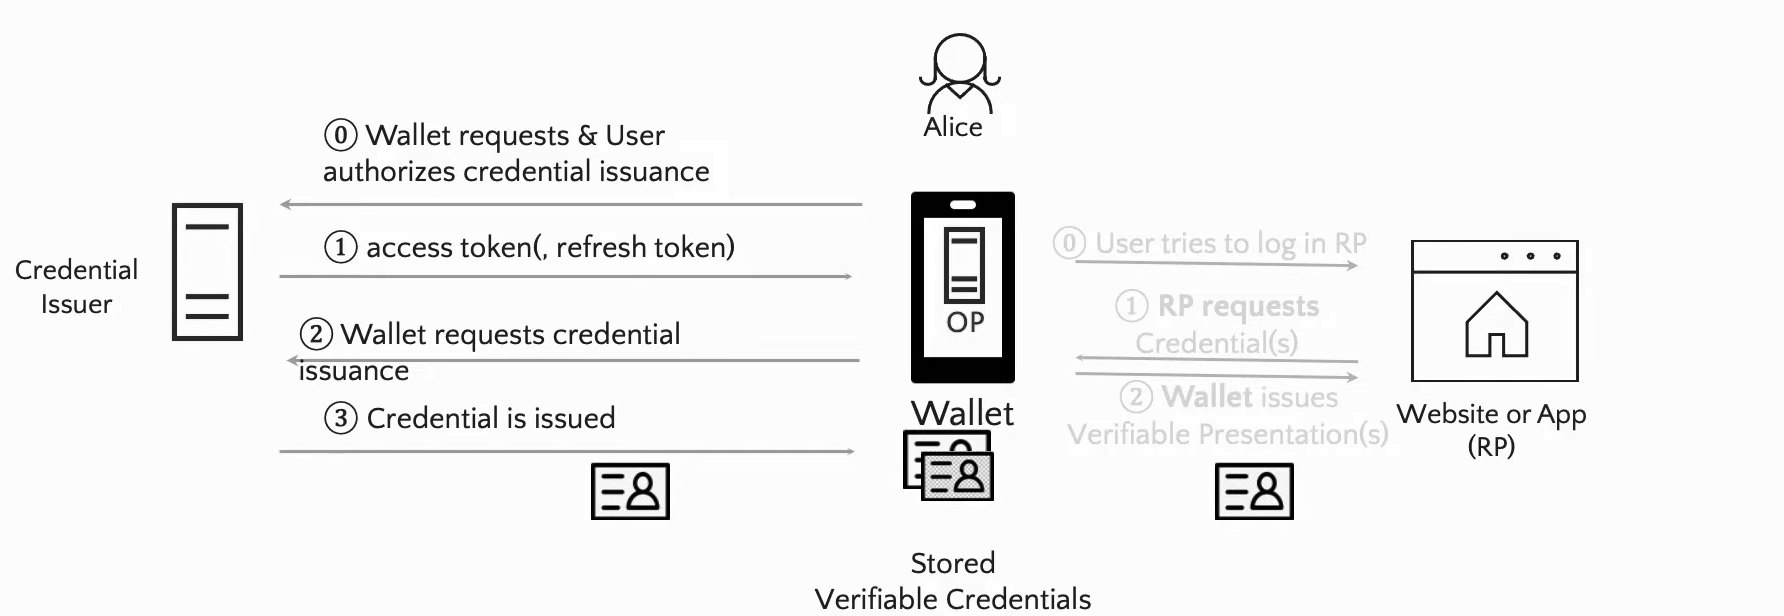 Alice
⓪ Wallet requests & User
authorizes credential issuance
① access token(, refresh token)
Credential
Issuer
② Wallet requests credential
issuance
③ Credential is issued
OP
Wallet
Stored
Verifiable Credentials
⓪ User tries to log in RP
① RP requests
Credential(s)
② Wallet issues
Verifiable Presentation(s)
Website or App
(RP)